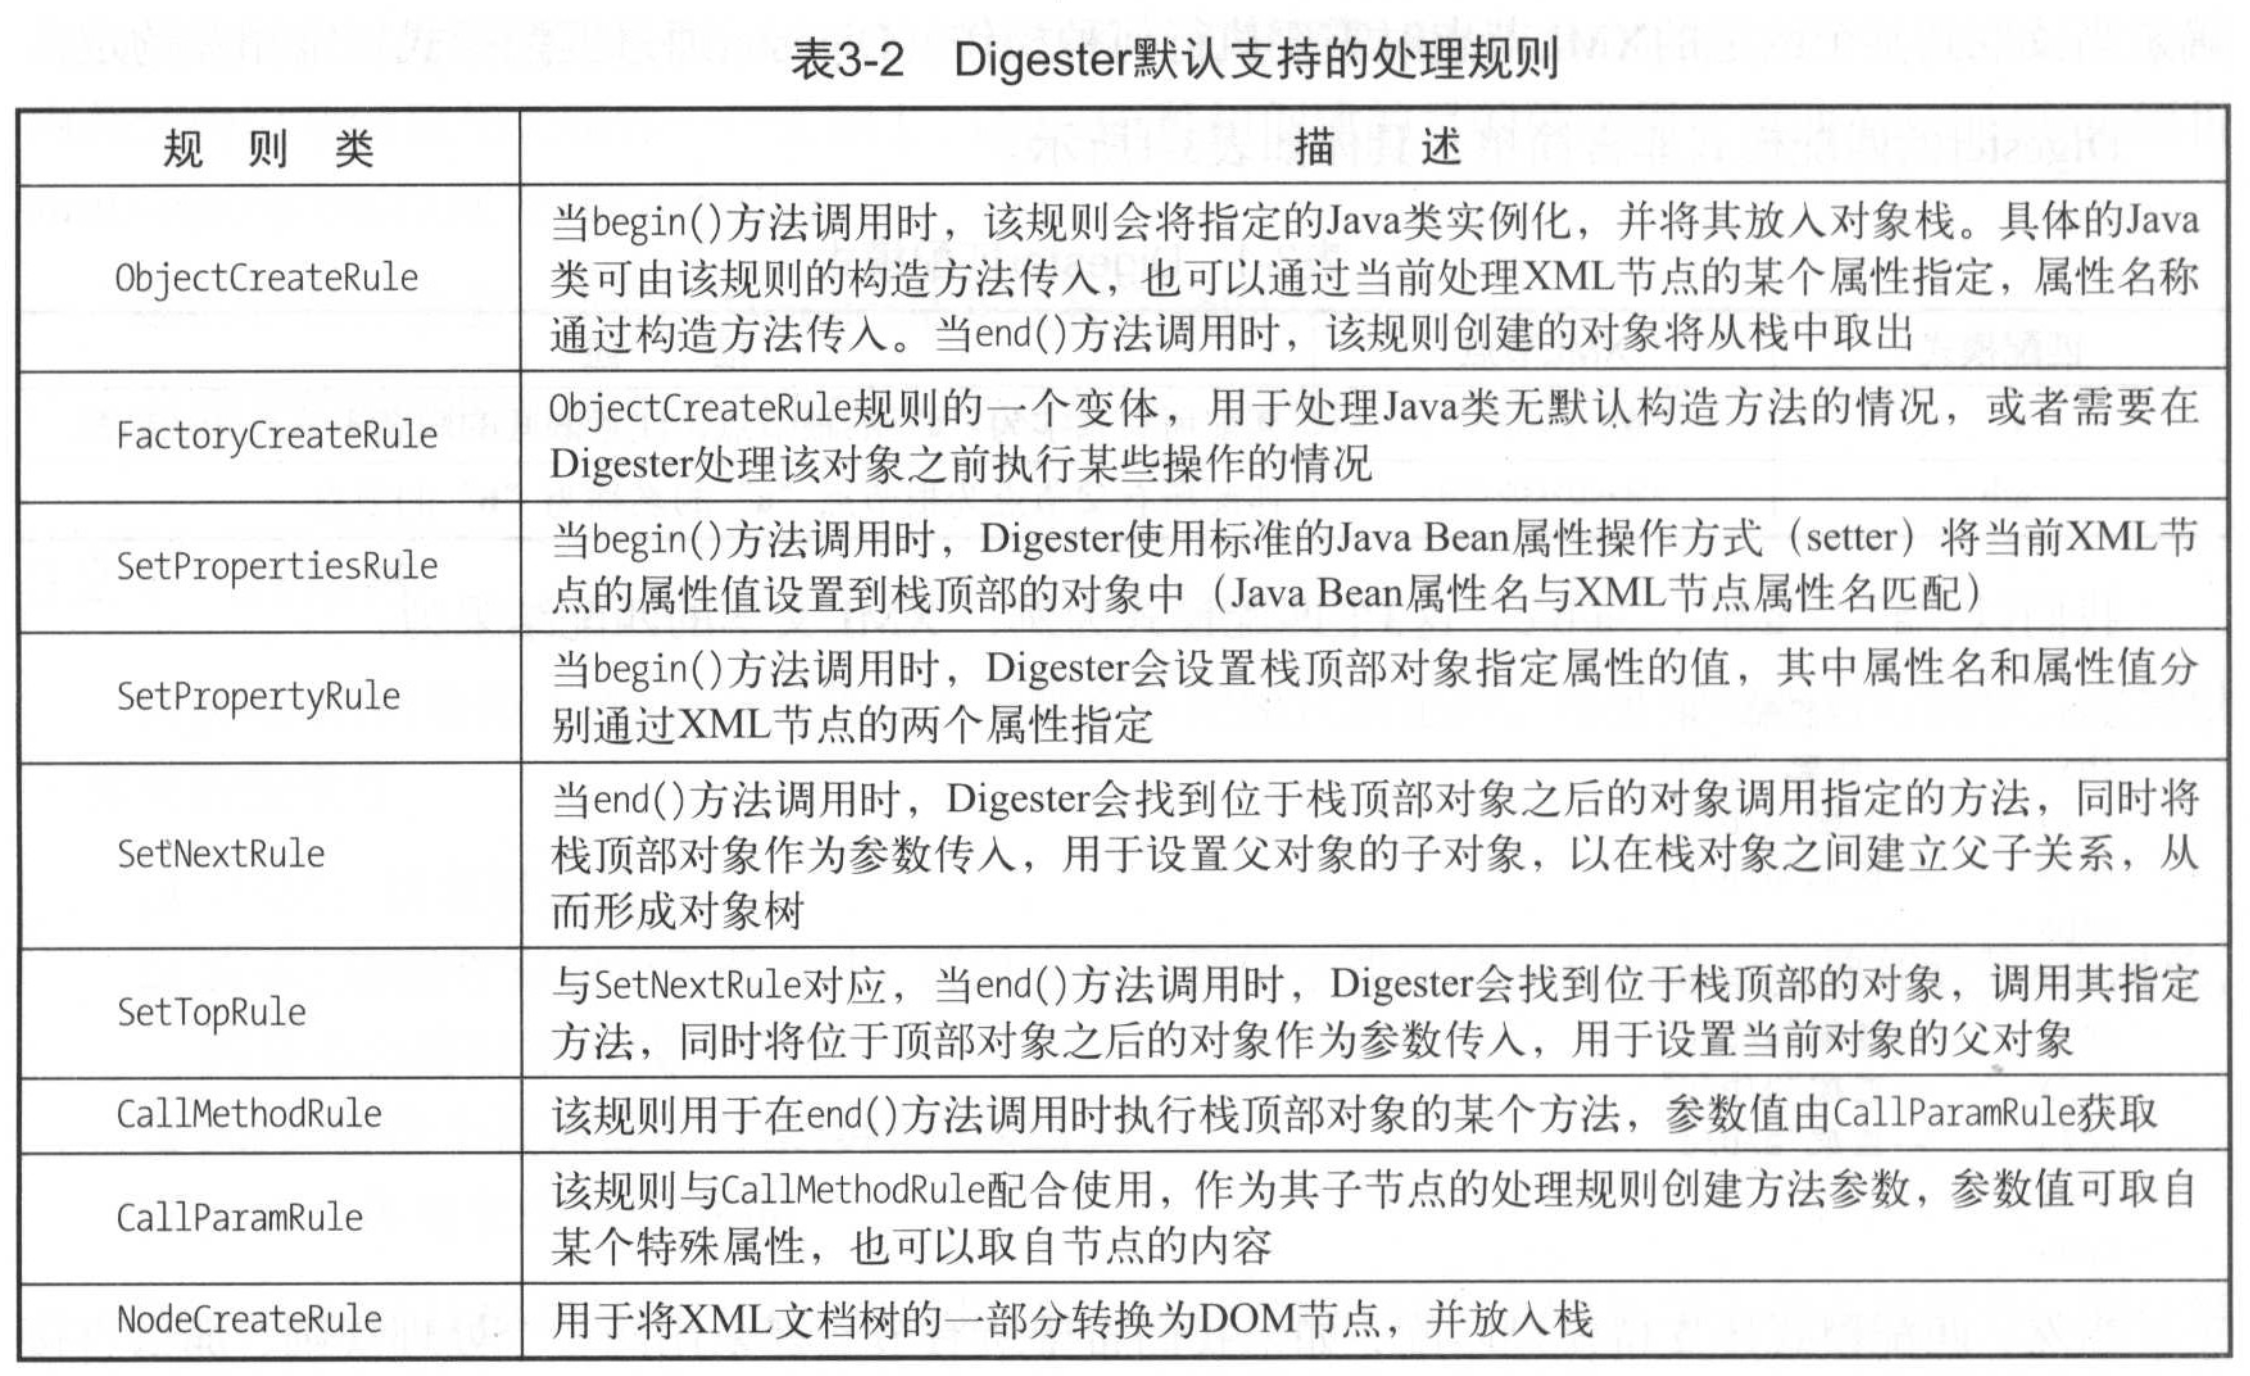 表3-2 Digester默认支持的处理规则
规 则 类
描 述
ObjectCreateRule
当begin()方法调用时，该规则会将指定的Java类实例化，并将其放入对象栈。具体的Java
类可由该规则的构造方法传入，也可以通过当前处理XML节点的某个属性指定，属性名称
通过构造方法传入。当end()方法调用时，该规则创建的对象将从栈中取出
FactoryCreateRule
ObjectCreateRule规则的一个变体，用于处理Java类无默认构造方法的情况，或者需要在
Digester处理该对象之前执行某些操作的情况
SetPropertiesRule
当begin()方法调用时，Digester使用标准的Java Bean属性操作方式（setter）将当前XML节
点的属性值设置到栈顶部的对象中（Java Bean属性名与XML节点属性名匹配）
SetPropertyRule
当begin()方法调用时，Digester会设置栈顶部对象指定属性的值，其中属性名和属性值分
别通过XML节点的两个属性指定
SetNextRule
当end()方法调用时，Digester会找到位于栈顶部对象之后的对象调用指定的方法，同时将
栈顶部对象作为参数传入，用于设置父对象的子对象，以在栈对象之间建立父子关系，从
而形成对象树
SetTopRule
与SetNextRule对应，当end()方法调用时，Digester会找到位于栈顶部的对象，调用其指定
方法，同时将位于顶部对象之后的对象作为参数传入，用于设置当前对象的父对象
CallMethodRule
该规则用于在end()方法调用时执行栈顶部对象的某个方法，参数值由CallParamRule获取
CallParamRule
该规则与CallMethodRule配合使用，作为其子节点的处理规则创建方法参数，参数值可取自
某个特殊属性，也可以取自节点的内容
NodeCreateRule
用于将XML文档树的一部分转换为DOM节点，并放入栈